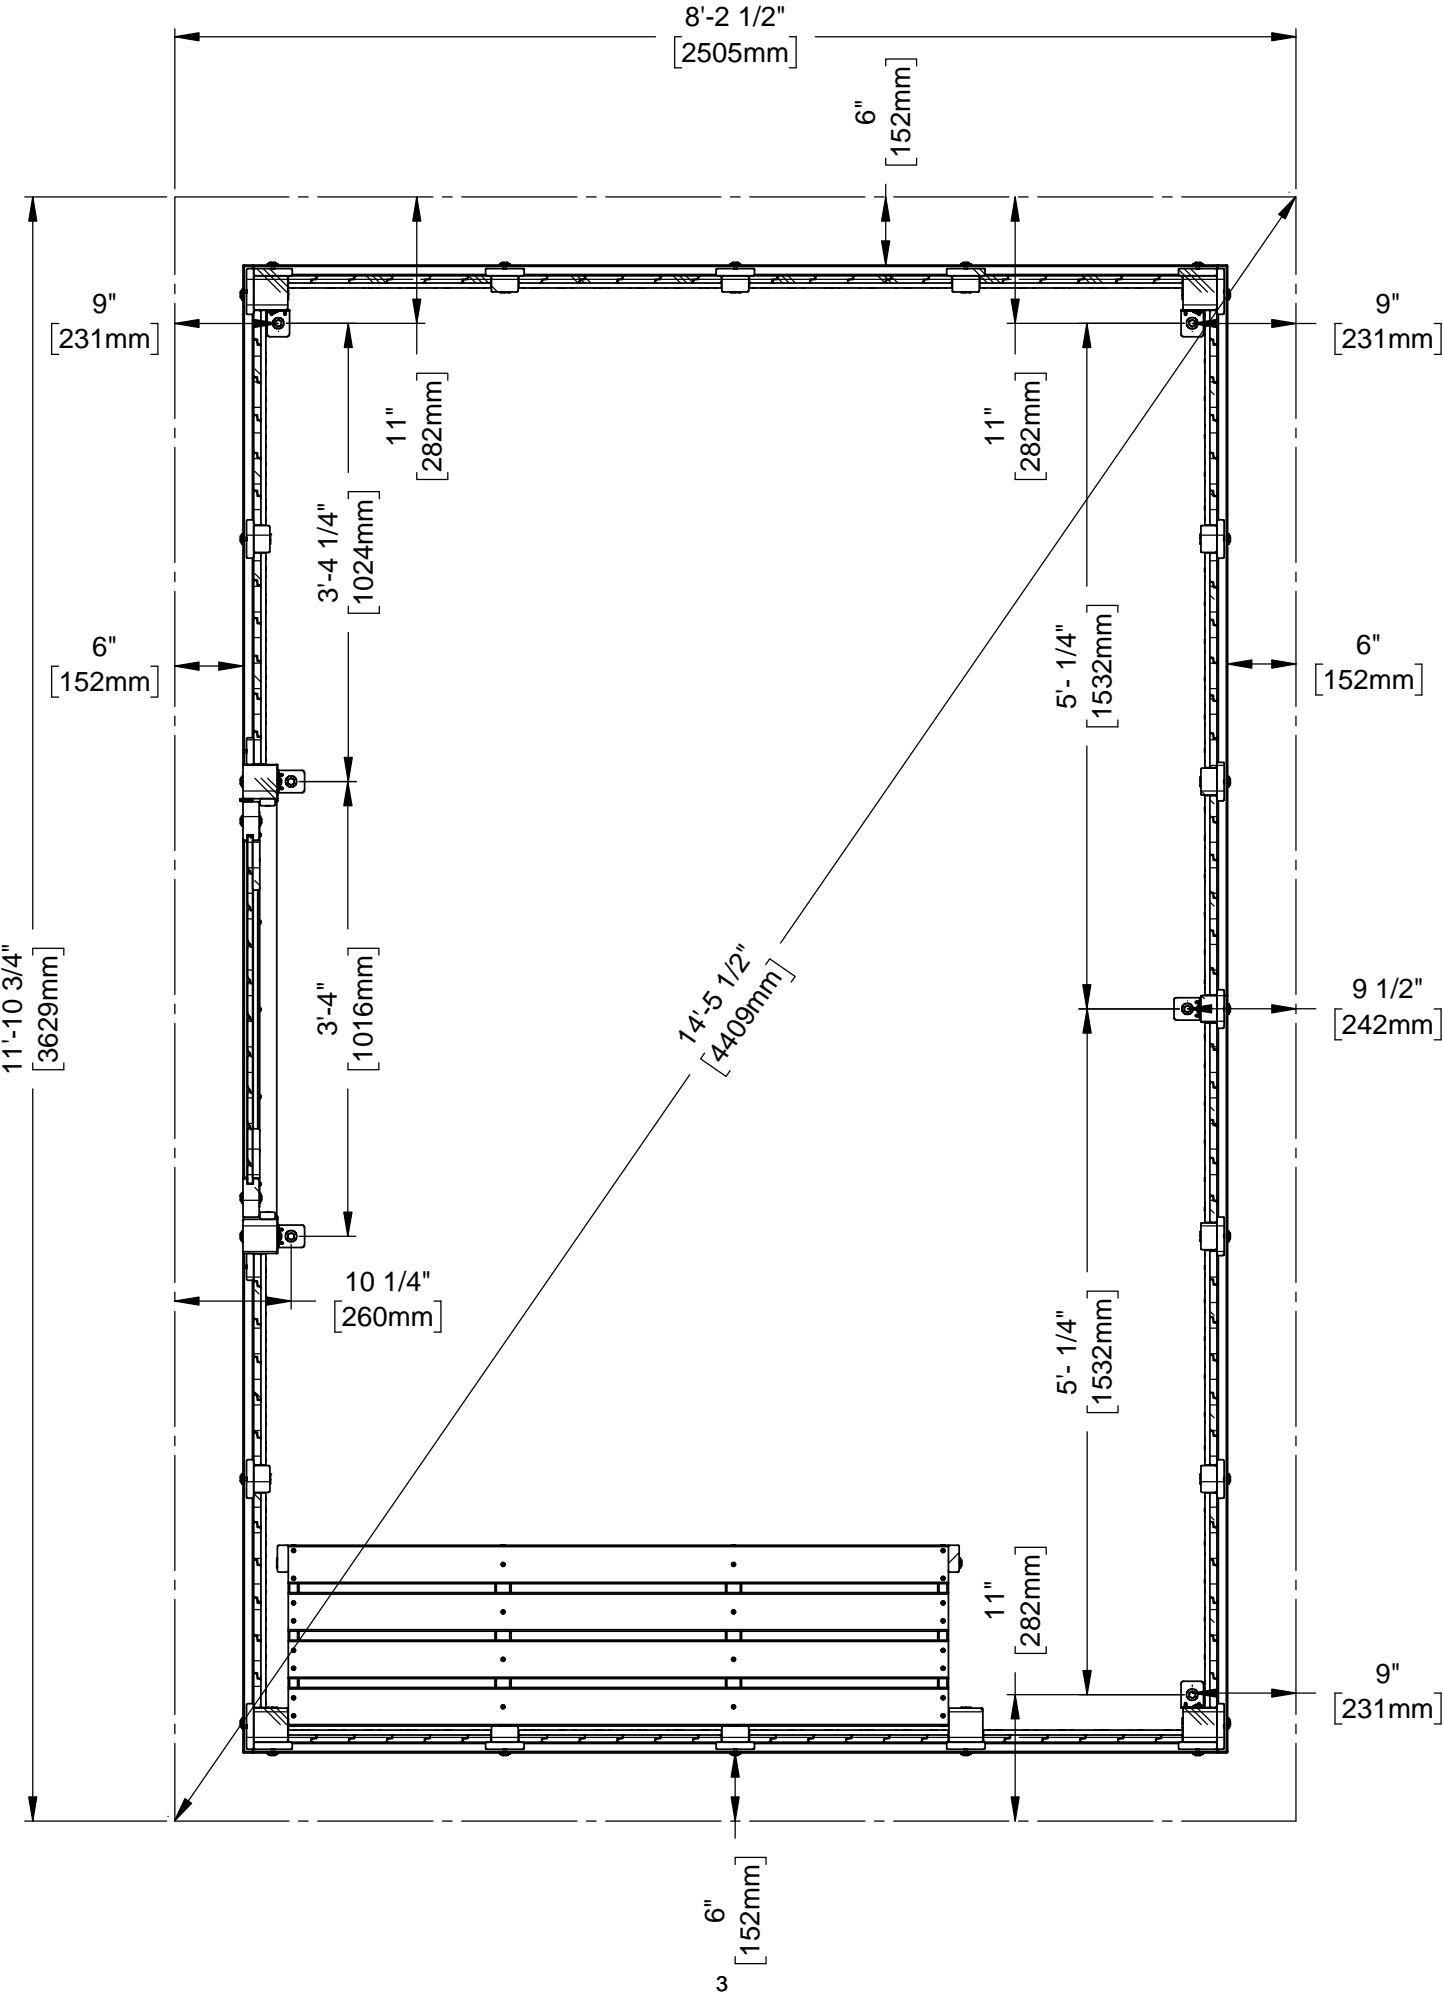 8'-2 1/2"
[2505mm]
6"
[152mm]
9"
[231mm]
9"
[231mm]
11"
[282mm]
11"
[282mm]
3'-4 1/4"
[1024mm]
5'- 1/4"
[1532mm]
6"
[152mm]
6"
[152mm]
11'-10 3/4"
[3629mm]
3'-4"
[1016mm]
14'-5 1/2"
[4409mm]
9 1/2"
[242mm]
10 1/4"
[260mm]
5'- 1/4"
[1532mm]
11"
[282mm]
9"
[231mm]
6"
[152mm]
3